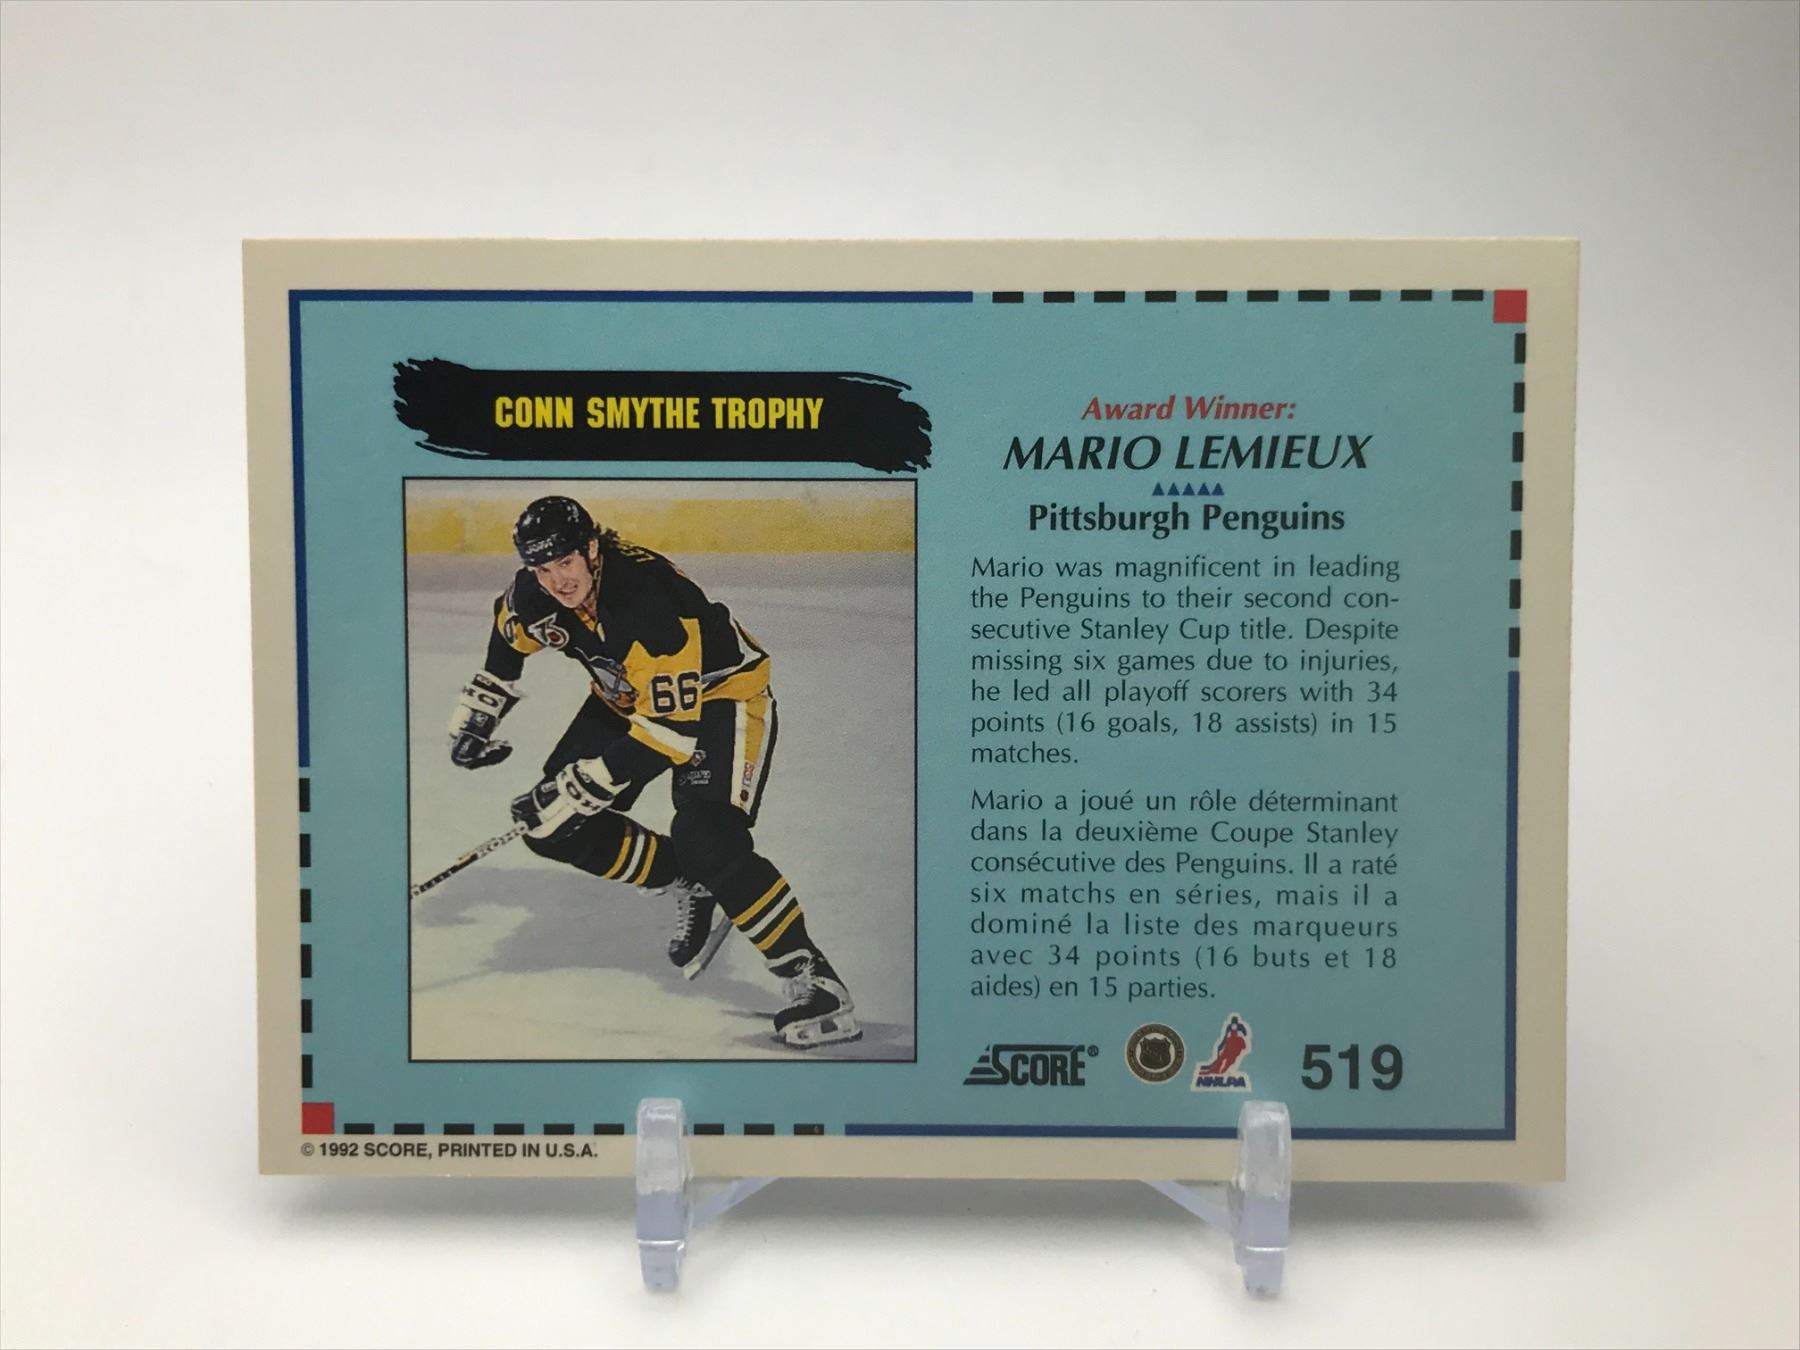 CONN SMYTHE TROPHY
66
Award Winner:
MARIO LEMIEUX
Pittsburgh Penguins
Mario was magnificent in leading
the Penguins to their second con-
secutive Stanley Cup title. Despite
missing six games due to injuries,
he led all playoff scorers with 34
points (16 goals, 18 assists) in 15
matches.
Mario a joué un rôle déterminant
dans la deuxième Coupe Stanley
consécutive des Penguins. Il a raté
six matchs en séries, mais il a
dominé la liste des marqueurs
avec 34 points (16 buts et 18
aides) en 15 parties.
SCORE®
NHLPA
519
© 1992 SCORE, PRINTED IN U.S.A.